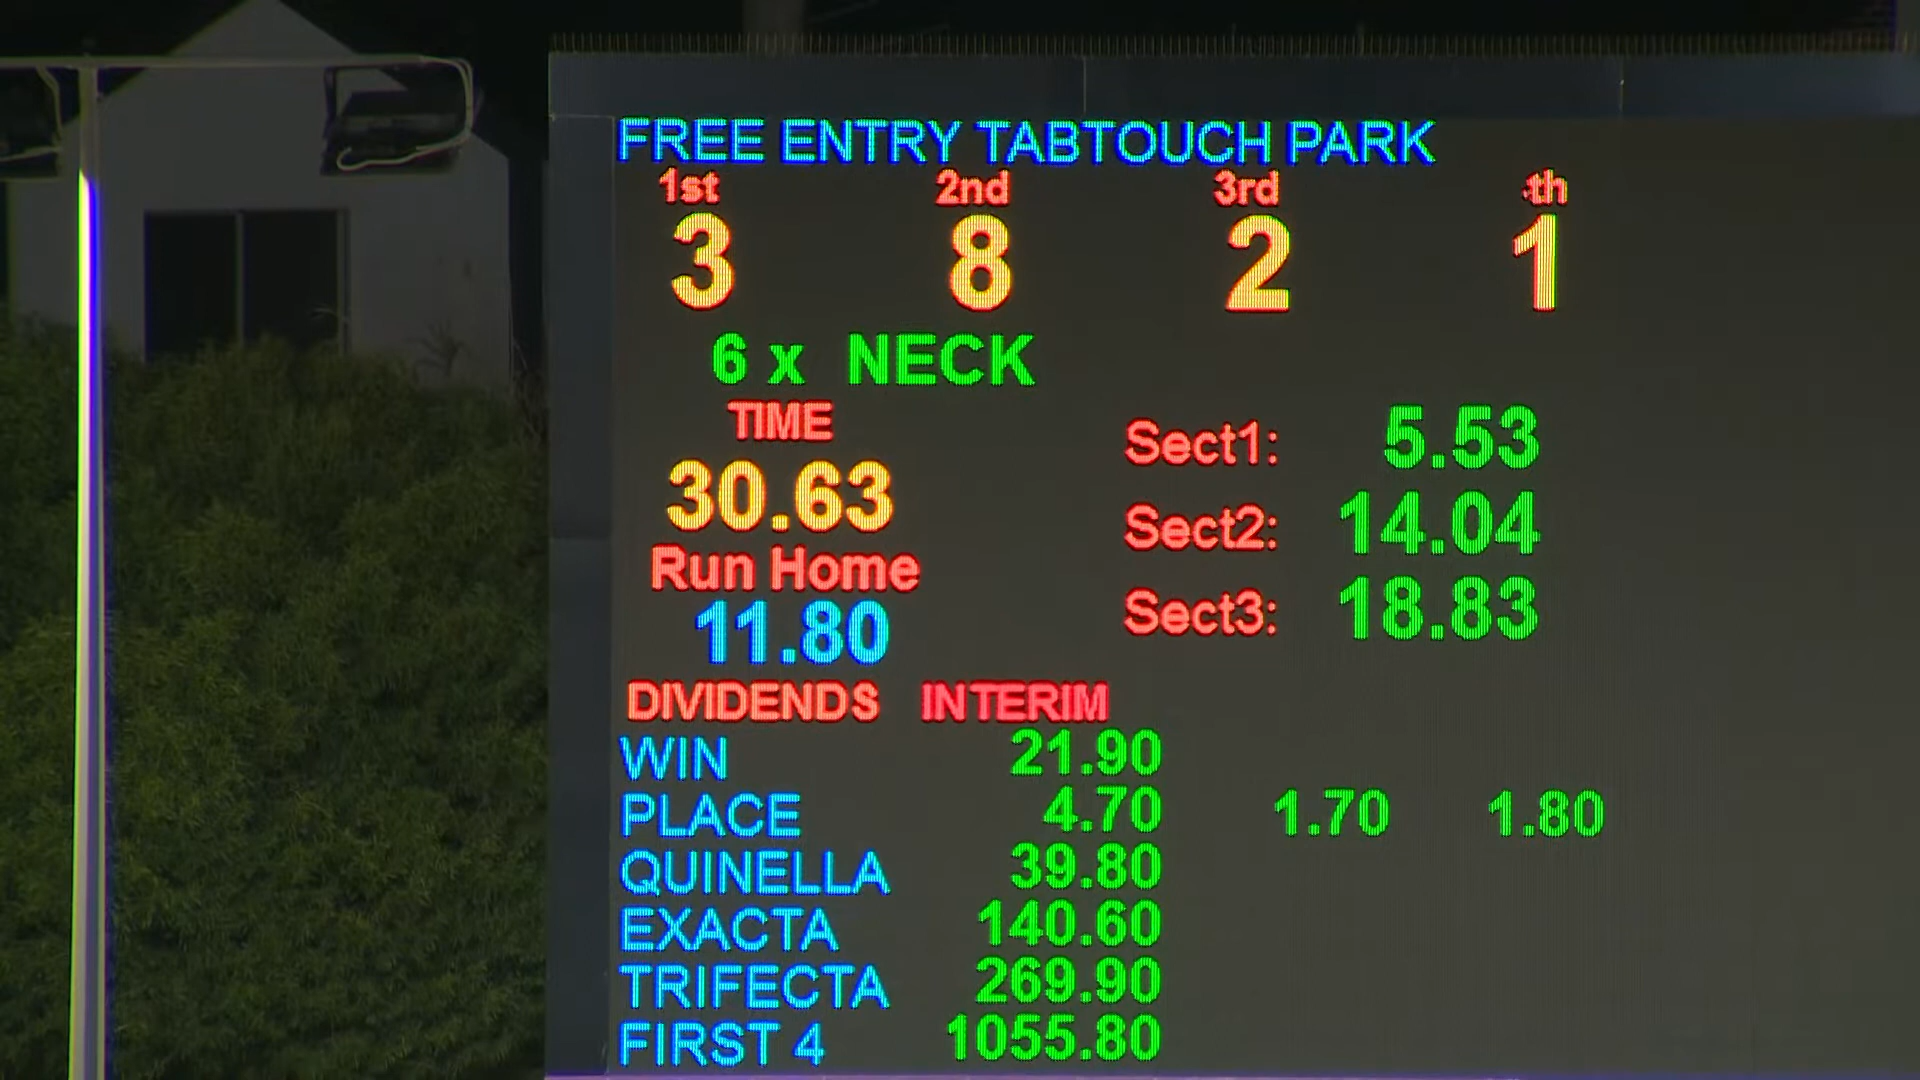 FREE ENTRY TABTOUCH PARK
1st 2nd 3rd th
3 8 2 1
6 x NECK
TIME
30.63
Run Home
11.80
Sect1: 5.53
Sect2: 14.04
Sect3: 18.83
DIVIDENDS INTERIM
WIN 21.90
PLACE 4.70 1.70 1.80
QUINELLA 39.80
EXACTA 140.60
TRIFECTA 269.90
FIRST 4 1055.80